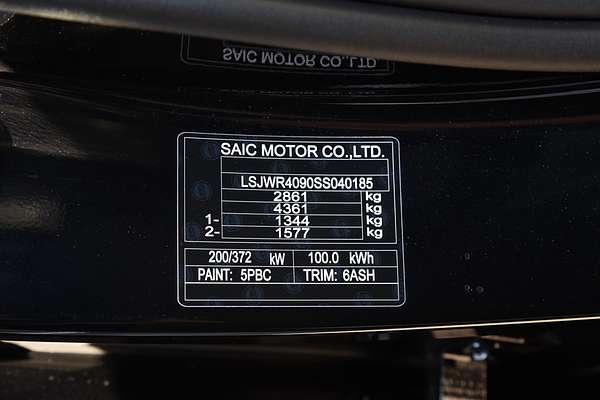 SAIC MOTOR CO.,LTD.
SAIC MOTOR CO.,LTD.
LSJWR4090SS040185
2861 kg
4361 kg
1- 1344 kg
2- 1577 kg
200/372 kW 100.0 kWh
PAINT: 5PBC TRIM: 6ASH